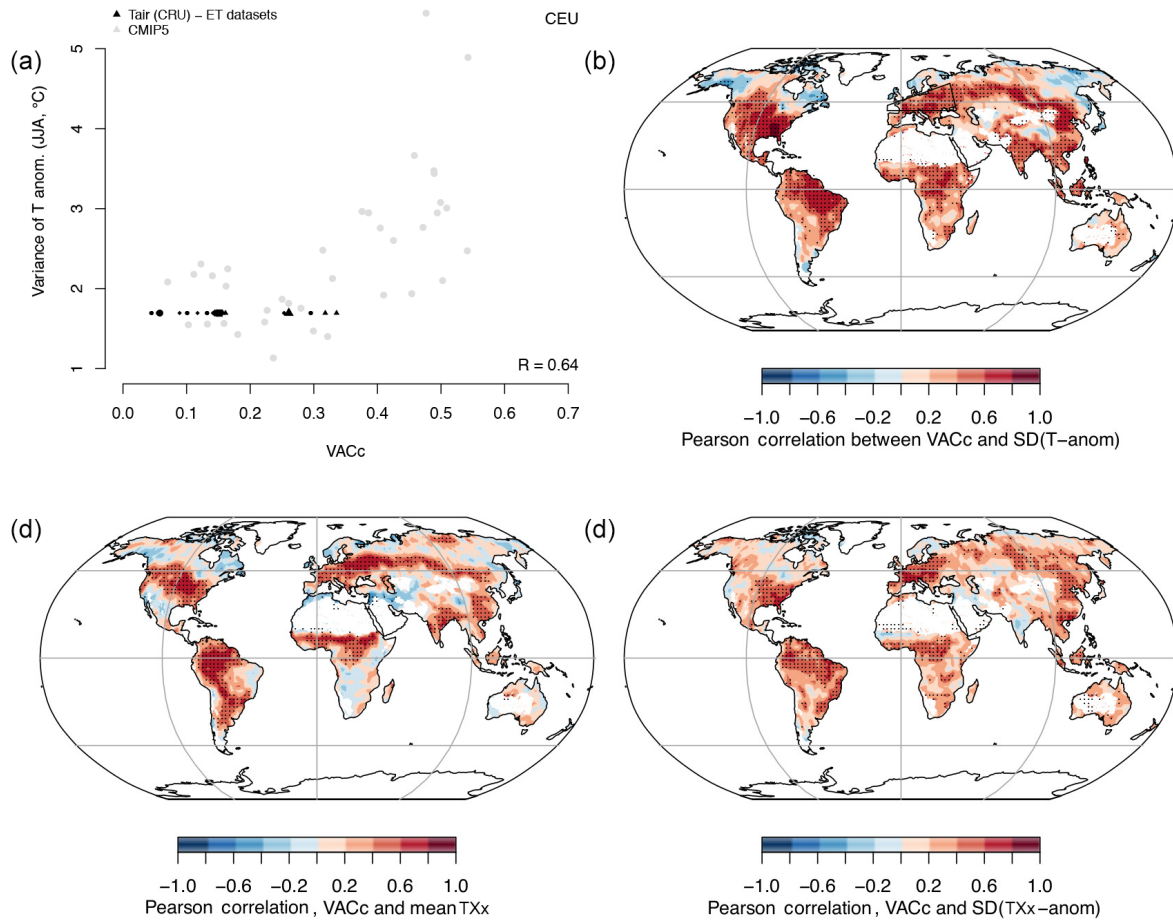 ▲ Tair (CRU) – ET datasets
▲ CMIP5
CEU
(a)
Variance of T anom. (JJA, °C)
5
4
3
2
1
R = 0.64
0.0 0.1 0.2 0.3 0.4 0.5 0.6 0.7
VACc
(b)
−1.0 −0.6 −0.2 0.2 0.6 1.0
Pearson correlation between VACc and SD(T−anom)
(d)
−1.0 −0.6 −0.2 0.2 0.6 1.0
Pearson correlation , VACc and mean TXx
(d)
−1.0 −0.6 −0.2 0.2 0.6 1.0
Pearson correlation, VACc and SD(TXx−anom)